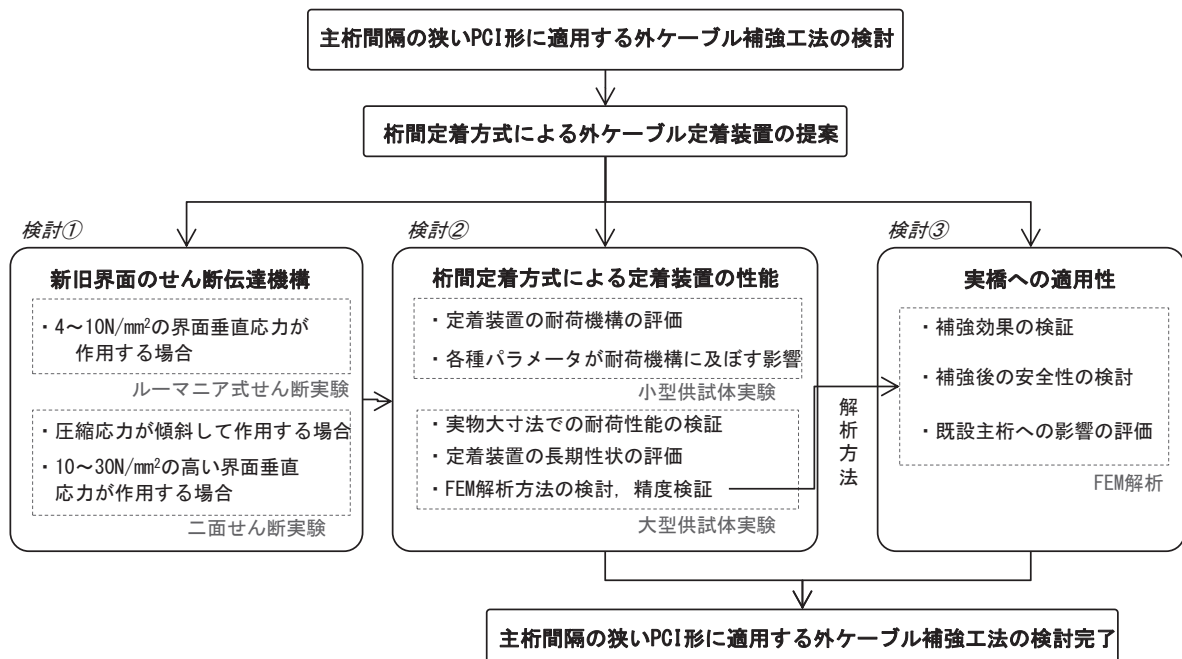 主桁間隔の狭いPCI形に適用する外ケーブル補強工法の検討
桁間定着方式による外ケーブル定着装置の提案
検討①
新旧界面のせん断伝達機構
・4～10N/mm²の界面垂直応力が
作用する場合
ルーマニア式せん断実験
・圧縮応力が傾斜して作用する場合
・10～30N/mm²の高い界面垂直
応力が作用する場合
二面せん断実験
検討②
桁間定着方式による定着装置の性能
・定着装置の耐荷機構の評価
・各種パラメータが耐荷機構に及ぼす影響
小型供試体実験
・実物大寸法での耐荷性能の検証
・定着装置の長期性状の評価
・FEM解析方法の検討，精度検証
大型供試体実験
解析方法
検討③
実橋への適用性
・補強効果の検証
・補強後の安全性の検討
・既設主桁への影響の評価
FEM解析
主桁間隔の狭いPCI形に適用する外ケーブル補強工法の検討完了